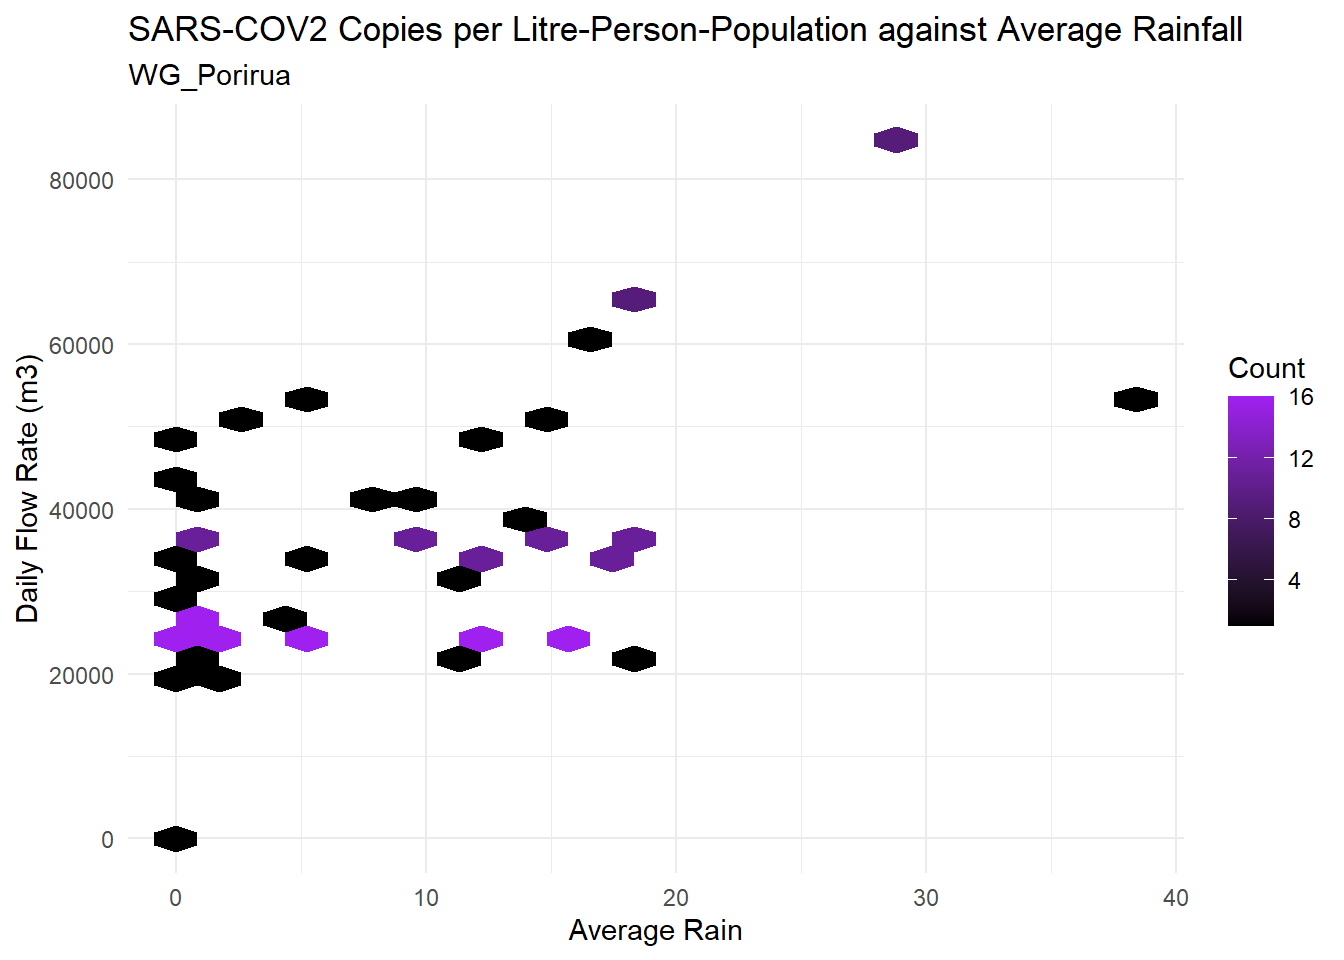 SARS-COV2 Copies per Litre-Person-Population against Average Rainfall
WG_Porirua
Daily Flow Rate (m3)
80000
60000
40000
20000
0
0 10 20 30 40
Average Rain
Count
16
12
8
4